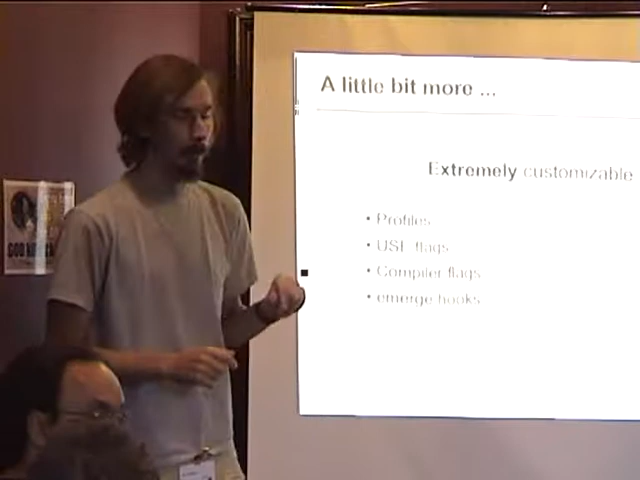 A little bit more ...
Extremely customizable
• Profiles
• USE flags
• Compiler flags
• emerge hooks